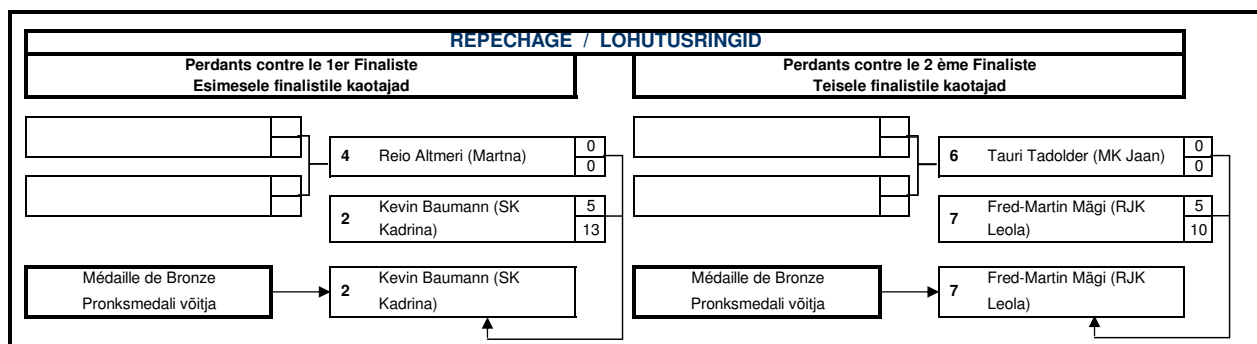 REPECHAGE / LOHUTUSRINGID
Perdants contre le 1er Finaliste
Esimesele finalistile kaotajad
Perdants contre le 2 ème Finaliste
Teisele finalistile kaotajad
4 Reio Altmeri (Martna) 0
0
6 Tauri Tadolder (MK Jaan) 0
0
2 Kevin Baumann (SK
Kadrina) 5
13
7 Fred-Martin Mägi (RJK
Leola) 5
10
Médaille de Bronze
Pronksmedali võitja
2 Kevin Baumann (SK
Kadrina)
Médaille de Bronze
Pronksmedali võitja
7 Fred-Martin Mägi (RJK
Leola)